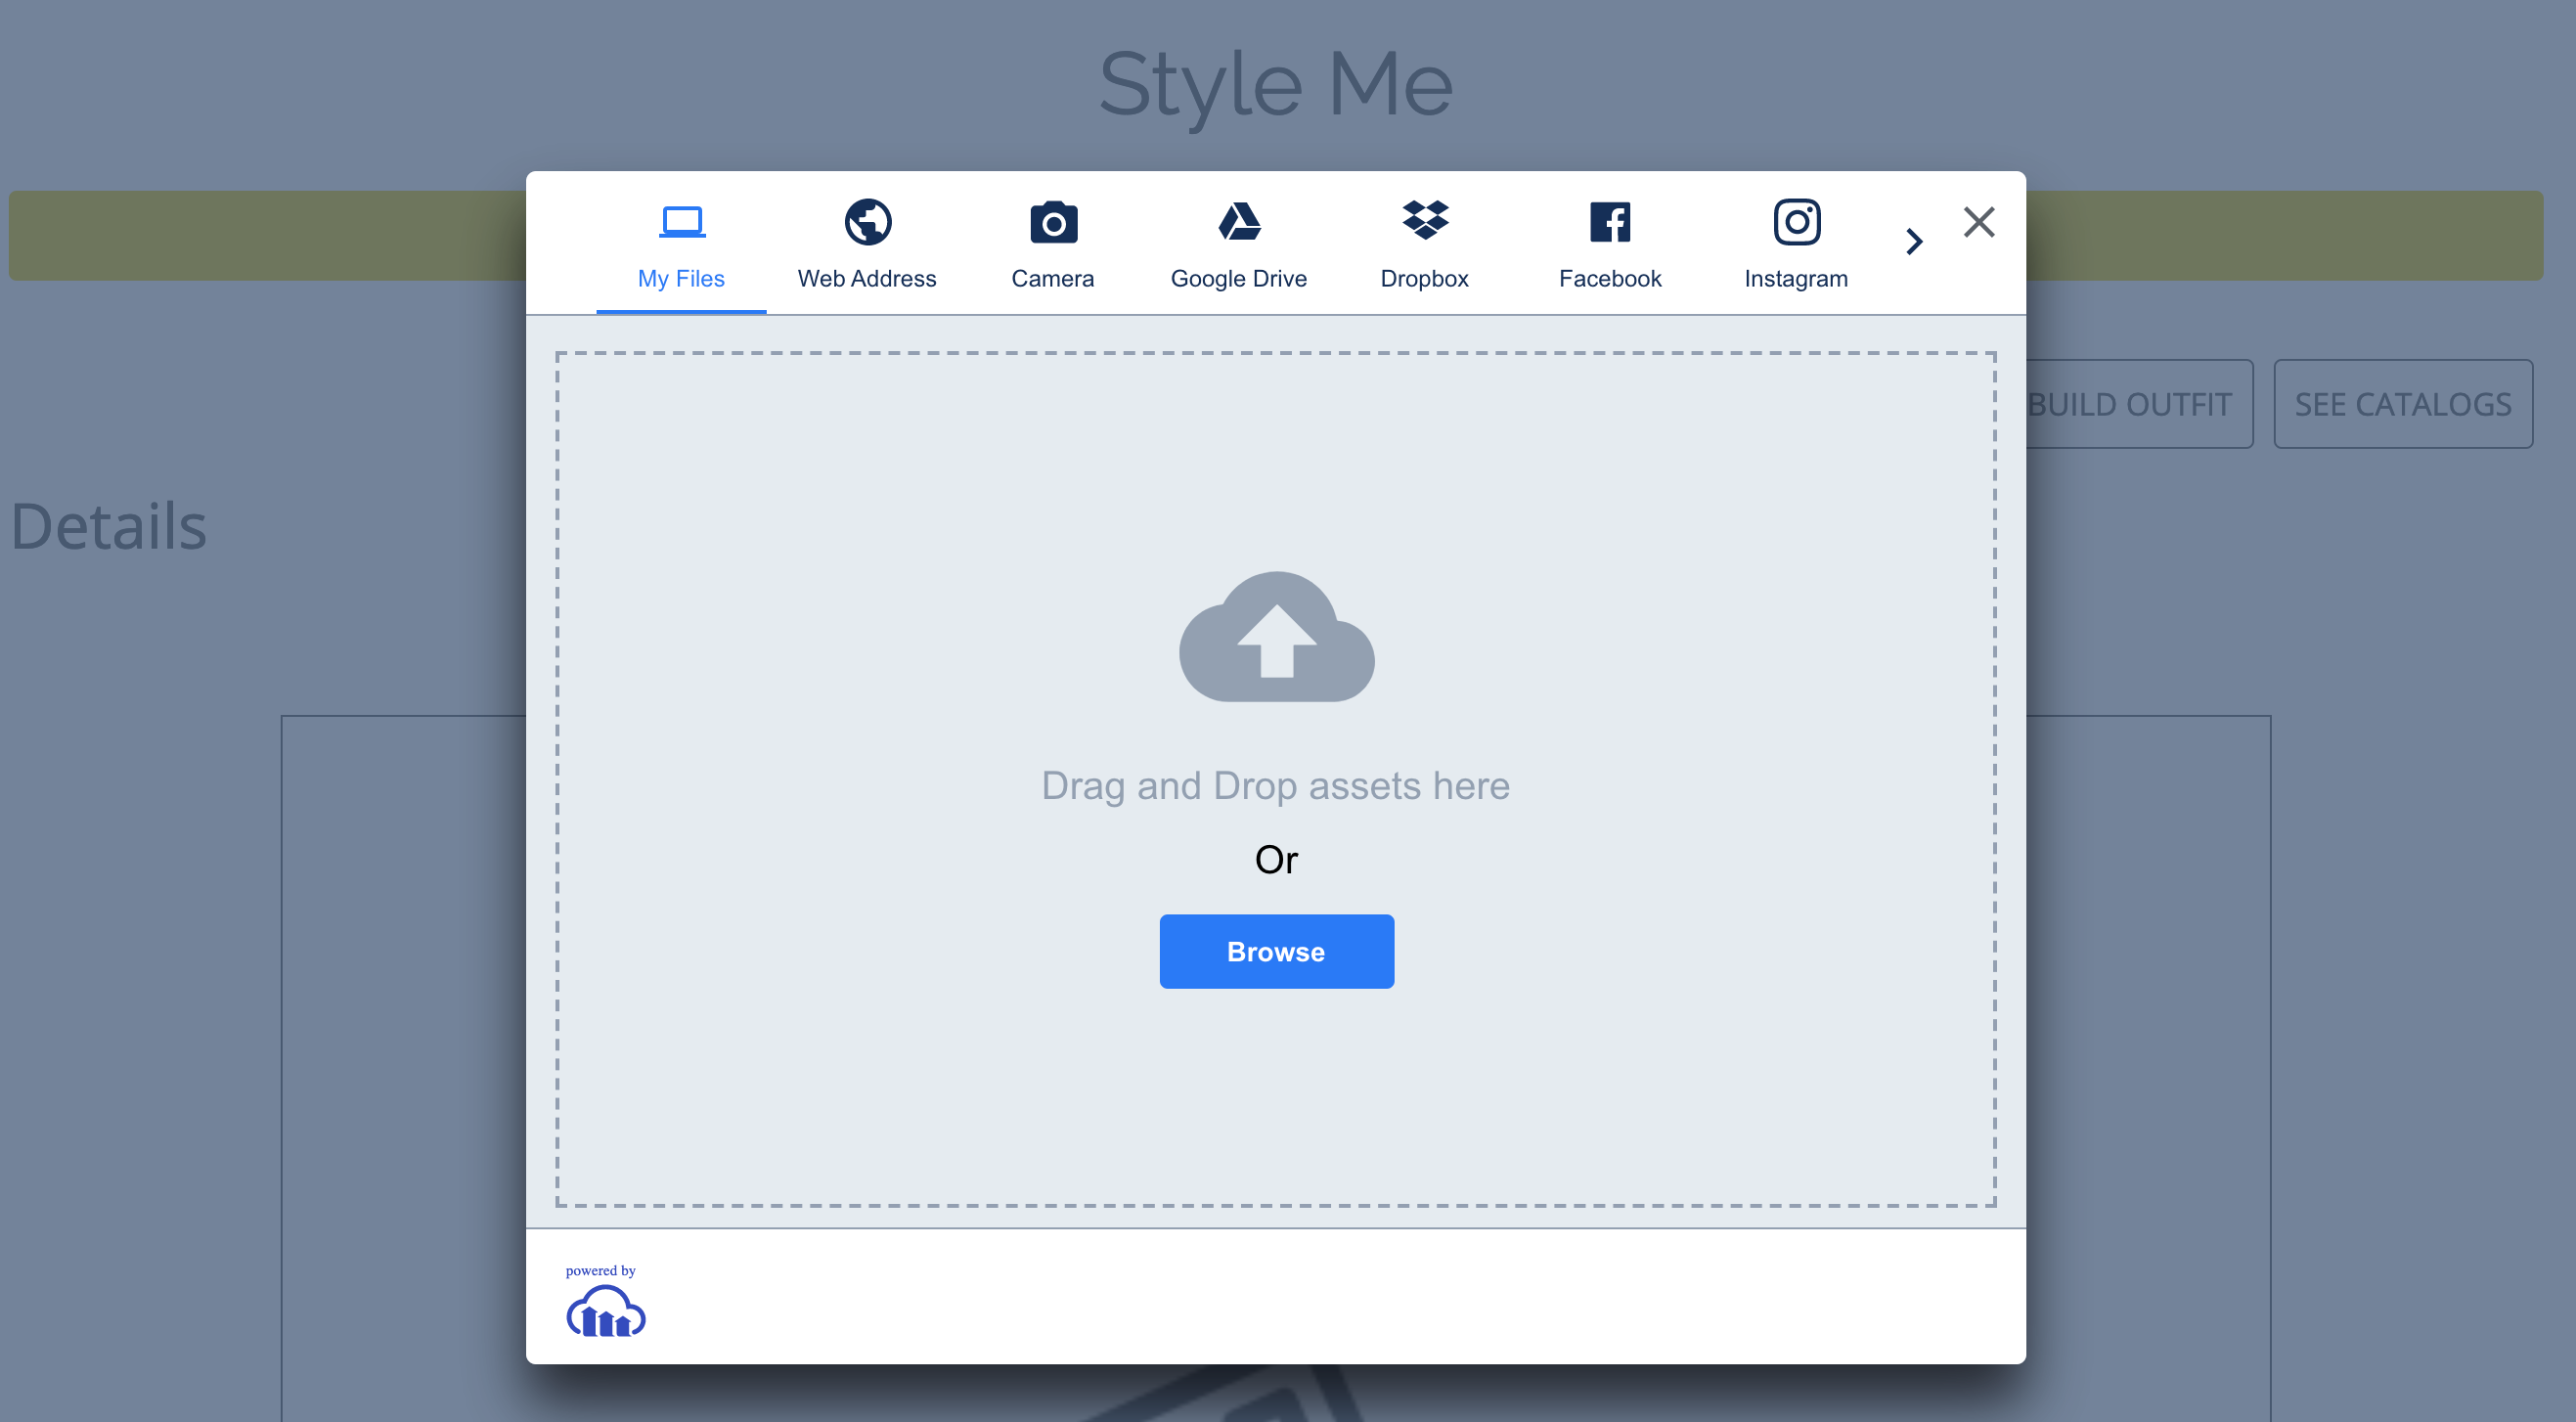 Style Me
My Files Web Address Camera Google Drive Dropbox Facebook Instagram
BUILD OUTFIT SEE CATALOGS
Details
Drag and Drop assets here
Or
Browse
powered by